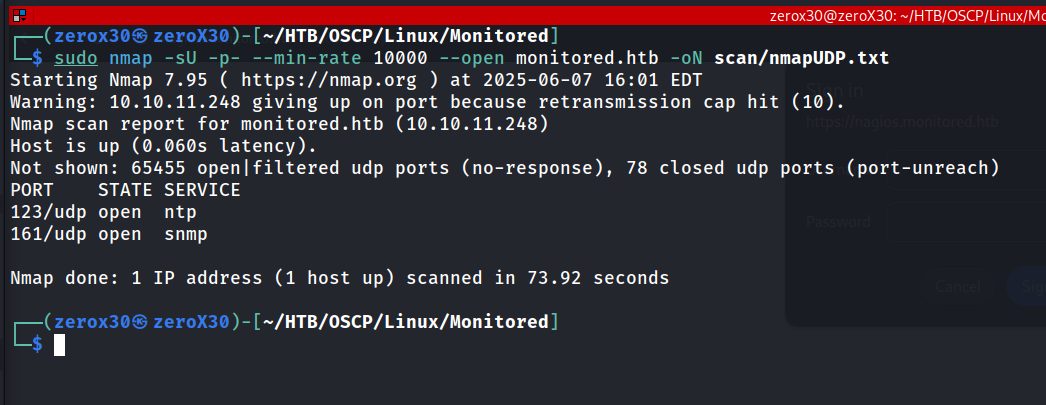 zerox30@zeroX30: ~/HTB/OSCP/Linux/Mo
┌──(zerox30㉿zeroX30)-[~/HTB/OSCP/Linux/Monitored]
└─$ sudo nmap -sU -p- --min-rate 10000 --open monitored.htb -oN scan/nmapUDP.txt
Starting Nmap 7.95 ( https://nmap.org ) at 2025-06-07 16:01 EDT
Warning: 10.10.11.248 giving up on port because retransmission cap hit (10).
Nmap scan report for monitored.htb (10.10.11.248)
Host is up (0.060s latency).
Not shown: 65455 open|filtered udp ports (no-response), 78 closed udp ports (port-unreach)
PORT    STATE SERVICE
123/udp open  ntp
161/udp open  snmp
Nmap done: 1 IP address (1 host up) scanned in 73.92 seconds
┌──(zerox30㉿zeroX30)-[~/HTB/OSCP/Linux/Monitored]
└─$
Sign in
https://nagios.monitored.htb
Password
Cancel